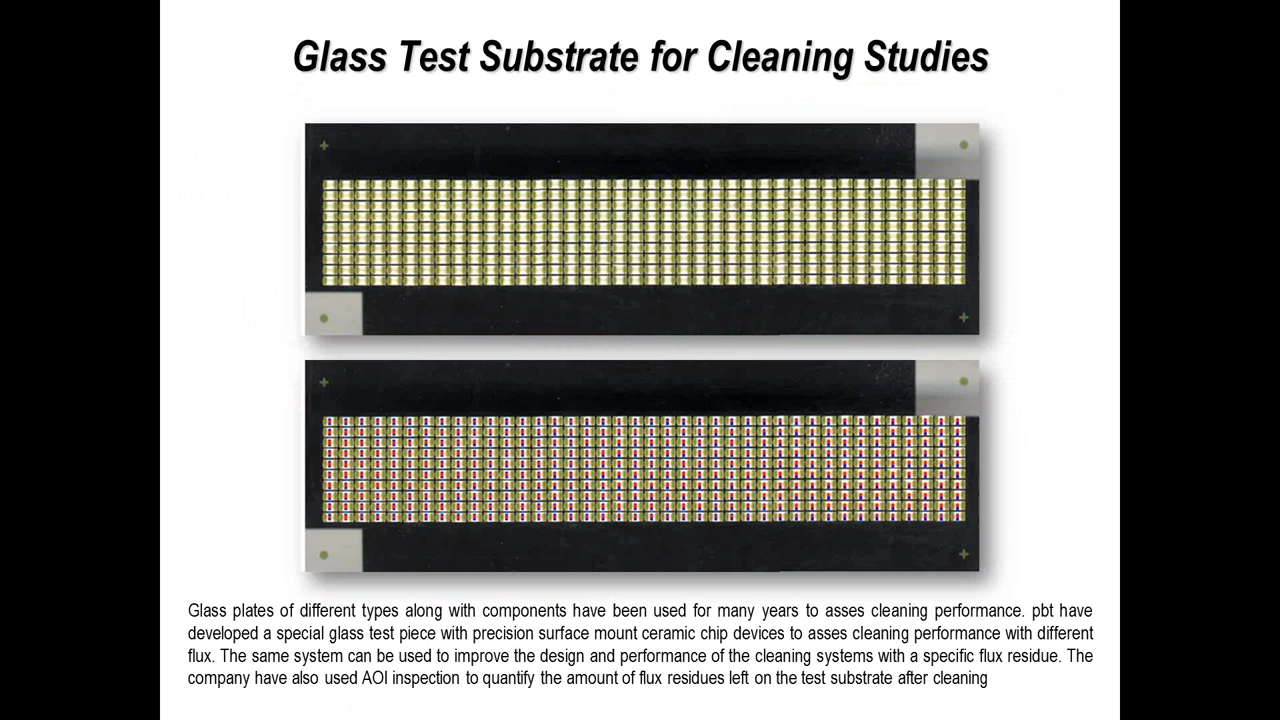 Glass Test Substrate for Cleaning Studies
Glass plates of different types along with components have been used for many years to asses cleaning performance. pbt have
developed a special glass test piece with precision surface mount ceramic chip devices to asses cleaning performance with different
flux. The same system can be used to improve the design and performance of the cleaning systems with a specific flux residue. The
company have also used AOI inspection to quantify the amount of flux residues left on the test substrate after cleaning